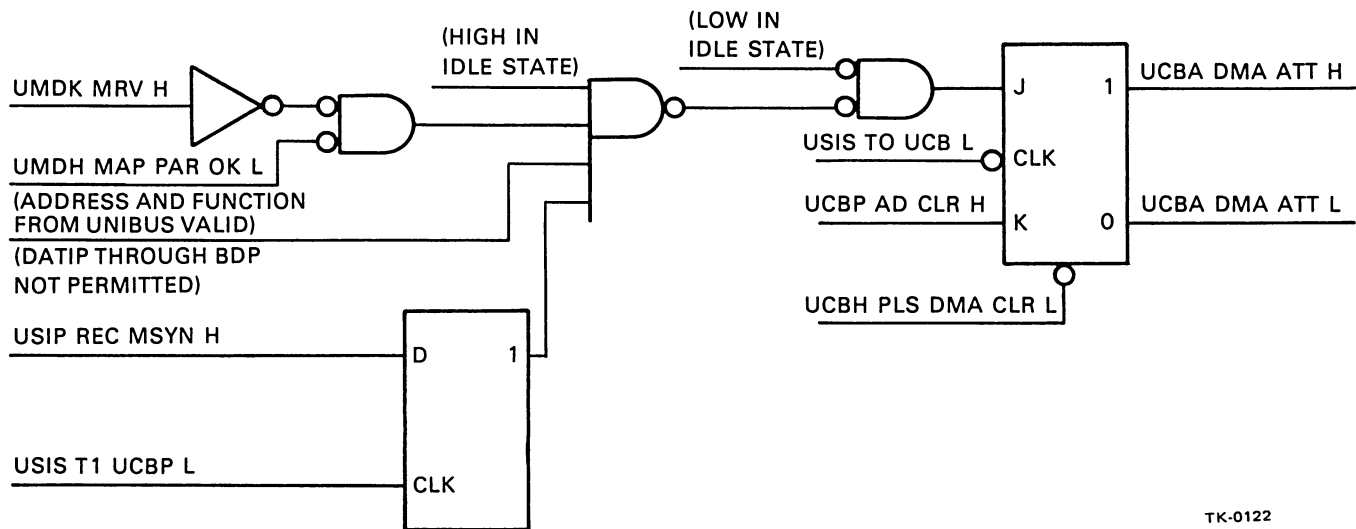 (LOW IN
IDLE STATE)
(HIGH IN
IDLE STATE)
UMDK MRV H
J 1
UCBA DMA ATT H
UMDH MAP PAR OK L
USIS TO UCB L
CLK
(ADDRESS AND FUNCTION
FROM UNIBUS VALID)
UCBP AD CLR H
K 0
UCBA DMA ATT L
(DATIP THROUGH BDP
NOT PERMITTED)
UCBH PLS DMA CLR L
USIP REC MSYN H
D 1
USIS T1 UCBP L
CLK
TK-0122